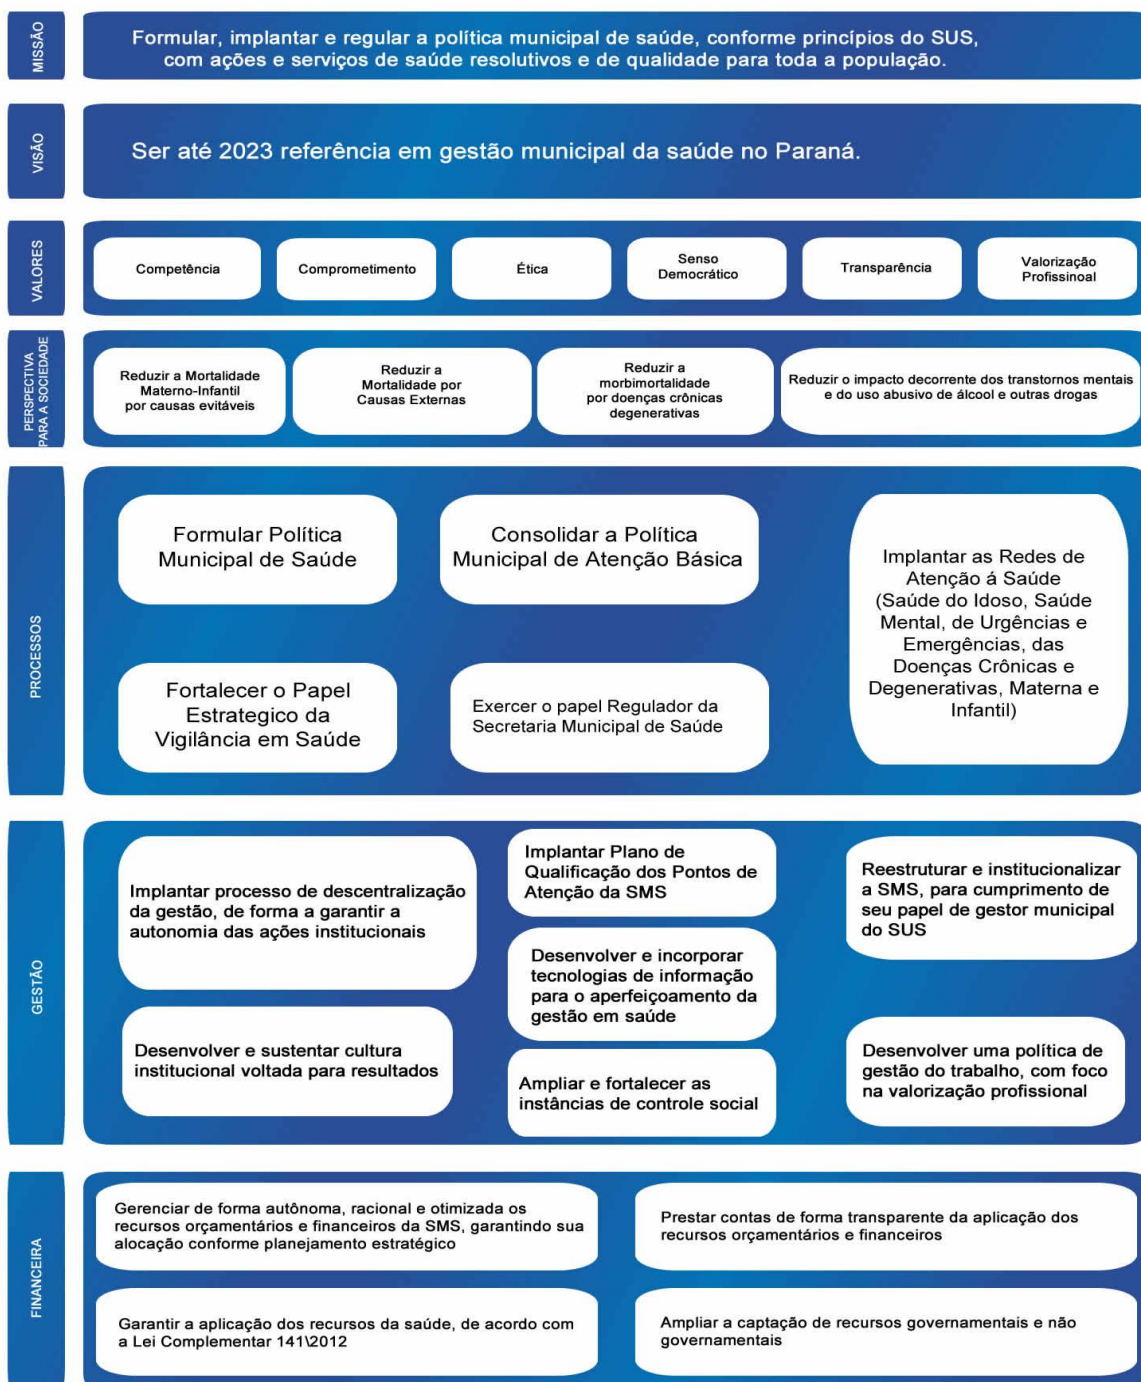 MISSÃO
Formular, implantar e regular a política municipal de saúde, conforme princípios do SUS,
com ações e serviços de saúde resolutivos e de qualidade para toda a população.
VISÃO
Ser até 2023 referência em gestão municipal da saúde no Paraná.
VALORES
Competência
Comprometimento
Ética
Senso
Democrático
Transparência
Valorização
Profissinoal
PERSPECTIVA
PARA A SOCIEDADE
Reduzir a Mortalidade
Materno-Infantil
por causas evitáveis
Reduzir a
Mortalidade por
Causas Externas
Reduzir a
morbimortalidade
por doenças crônicas
degenerativas
Reduzir o impacto decorrente dos transtornos mentais
e do uso abusivo de álcool e outras drogas
PROCESSOS
Formular Política
Municipal de Saúde
Consolidar a Política
Municipal de Atenção Básica
Implantar as Redes de
Atenção á Saúde
(Saúde do Idoso, Saúde
Mental, de Urgências e
Emergências, das
Doenças Crônicas e
Degenerativas, Materna e
Infantil)
Fortalecer o Papel
Estrategico da
Vigilância em Saúde
Exercer o papel Regulador da
Secretaria Municipal de Saúde
GESTÃO
Implantar processo de descentralização
da gestão, de forma a garantir a
autonomia das ações institucionais
Implantar Plano de
Qualificação dos Pontos de
Atenção da SMS
Reestruturar e institucionalizar
a SMS, para cumprimento de
seu papel de gestor municipal
do SUS
Desenvolver e incorporar
tecnologias de informação
para o aperfeiçoamento da
gestão em saúde
Desenvolver e sustentar cultura
institucional voltada para resultados
Ampliar e fortalecer as
instâncias de controle social
Desenvolver uma política de
gestão do trabalho, com foco
na valorização profissional
FINANCEIRA
Gerenciar de forma autônoma, racional e otimizada os
recursos orçamentários e financeiros da SMS, garantindo sua
alocação conforme planejamento estratégico
Prestar contas de forma transparente da aplicação dos
recursos orçamentários e financeiros
Garantir a aplicação dos recursos da saúde, de acordo com
a Lei Complementar 141\2012
Ampliar a captação de recursos governamentais e não
governamentais